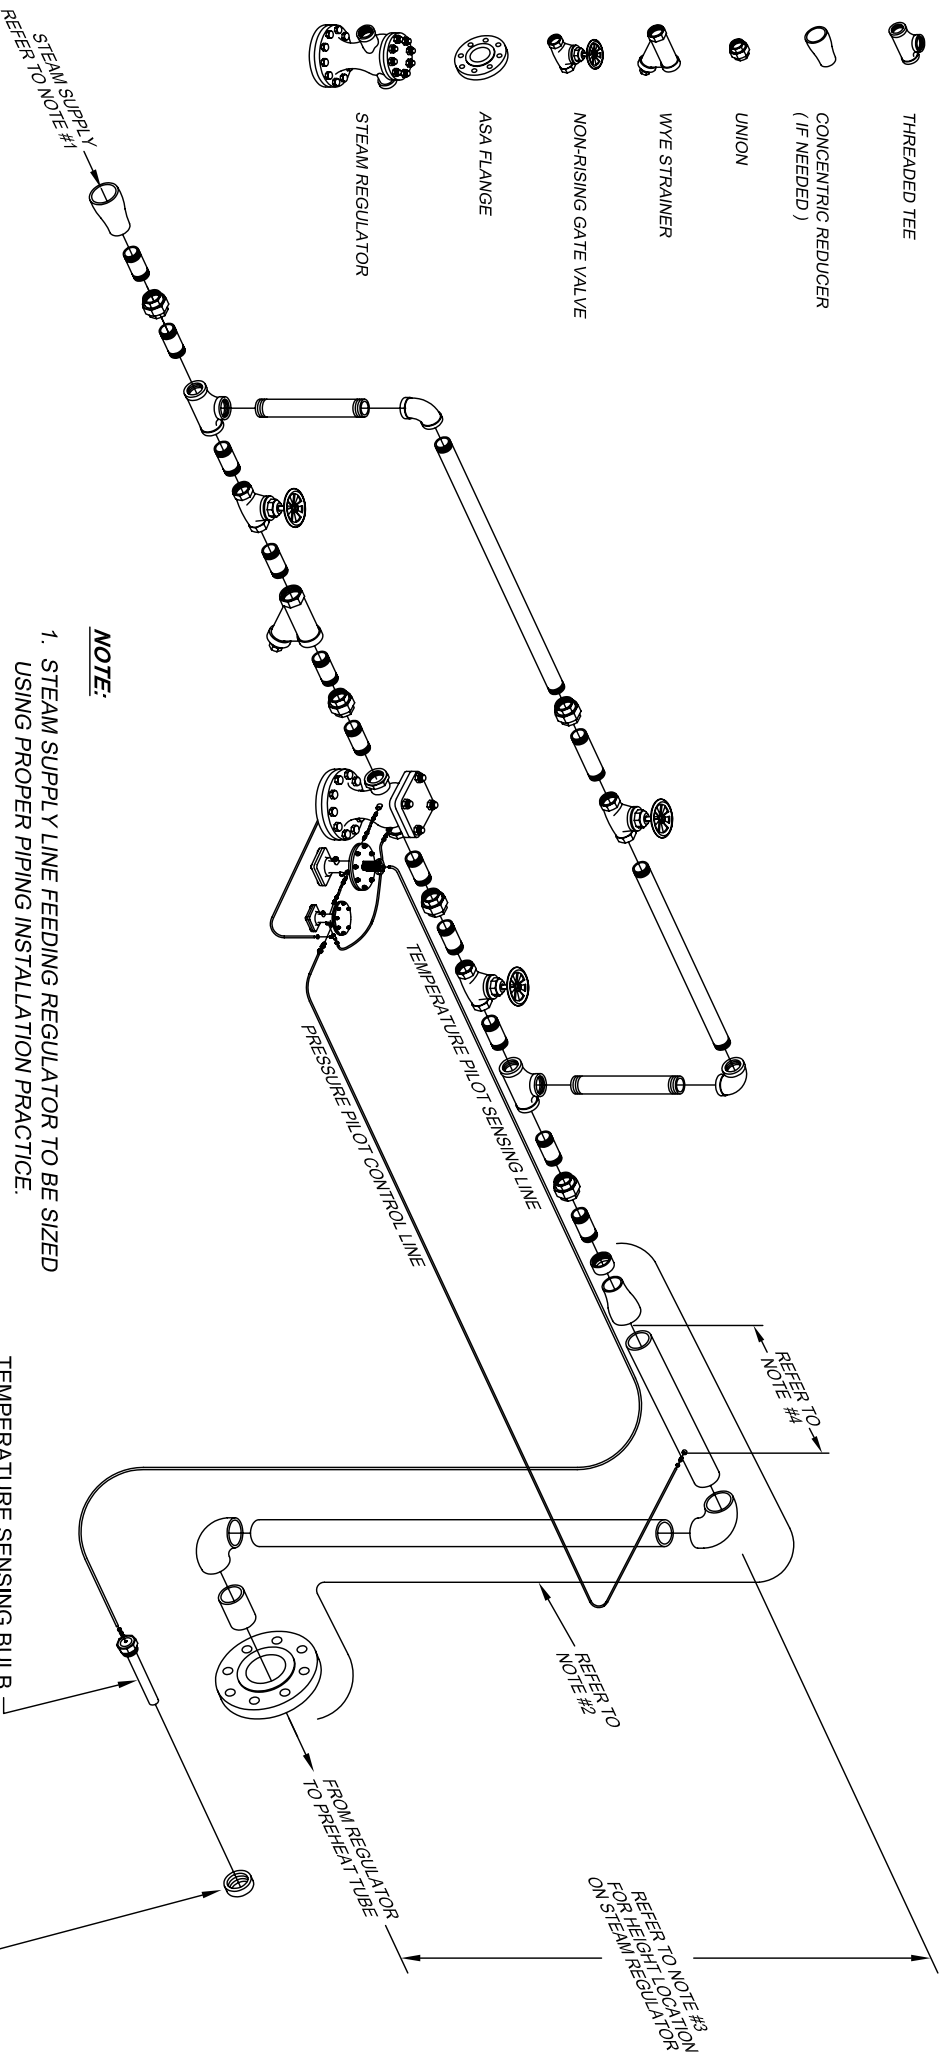 THREADED TEE
CONCENTRIC REDUCER
( IF NEEDED )
UNION
WYE STRAINER
NON-RISING GATE VALVE
ASA FLANGE
STEAM REGULATOR
STEAM SUPPLY
REFER TO NOTE #1
TEMPERATURE PILOT SENSING LINE
PRESSURE PILOT CONTROL LINE
REFER TO
NOTE #4
REFER TO
NOTE #2
FROM REGULATOR
TO PREHEAT TUBE
REFER TO NOTE #3
FOR HEIGHT LOCATION
ON STEAM REGULATOR
NOTE:
1. STEAM SUPPLY LINE FEEDING REGULATOR TO BE SIZED
USING PROPER PIPING INSTALLATION PRACTICE.
TEMPERATURE SENSING BULB